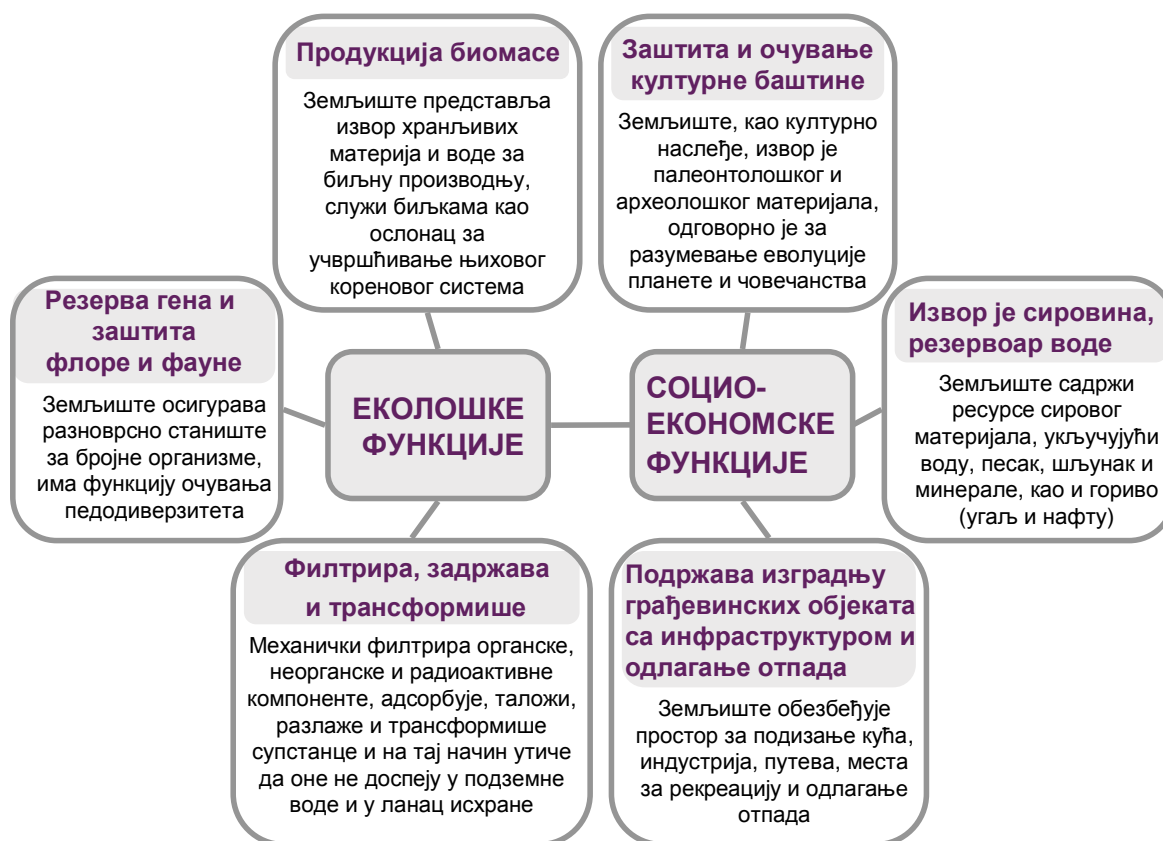 Продукција биомасе
Земљиште представља
извор хранљивих
материја и воде за
биљну производњу,
служи биљкама као
ослонац за
учвршћивање њиховог
кореновог система
Заштита и очување
културне баштине
Земљиште, као културно
наслеђе, извор је
палеонтолошког и
археолошког материјала,
одговорно је за
разумевање еволуције
планете и човечанства
Резерва гена и
заштита
флоре и фауне
Земљиште осигурава
разноврсно станиште
за бројне организме,
има функцију очувања
педодиверзитета
ЕКОЛОШКЕ
ФУНКЦИЈЕ
СОЦИО-
ЕКОНОМСКЕ
ФУНКЦИЈЕ
Извор је сировина,
резервоар воде
Земљиште садржи
ресурсе сировог
материјала, укључујући
воду, песак, шљунак и
минерале, као и гориво
(угаљ и нафту)
Филтрира, задржава
и трансформише
Механички филтрира органске,
неорганске и радиоактивне
компоненте, адсорбује, таложи,
разлаже и трансформише
супстанце и на тај начин утиче
да оне не доспеју у подземне
воде и у ланац исхране
Подржава изградњу
грађевинских објеката
са инфраструктуром и
одлагање отпада
Земљиште обезбеђује
простор за подизање кућа,
индустрија, путева, места
за рекреацију и одлагање
отпада